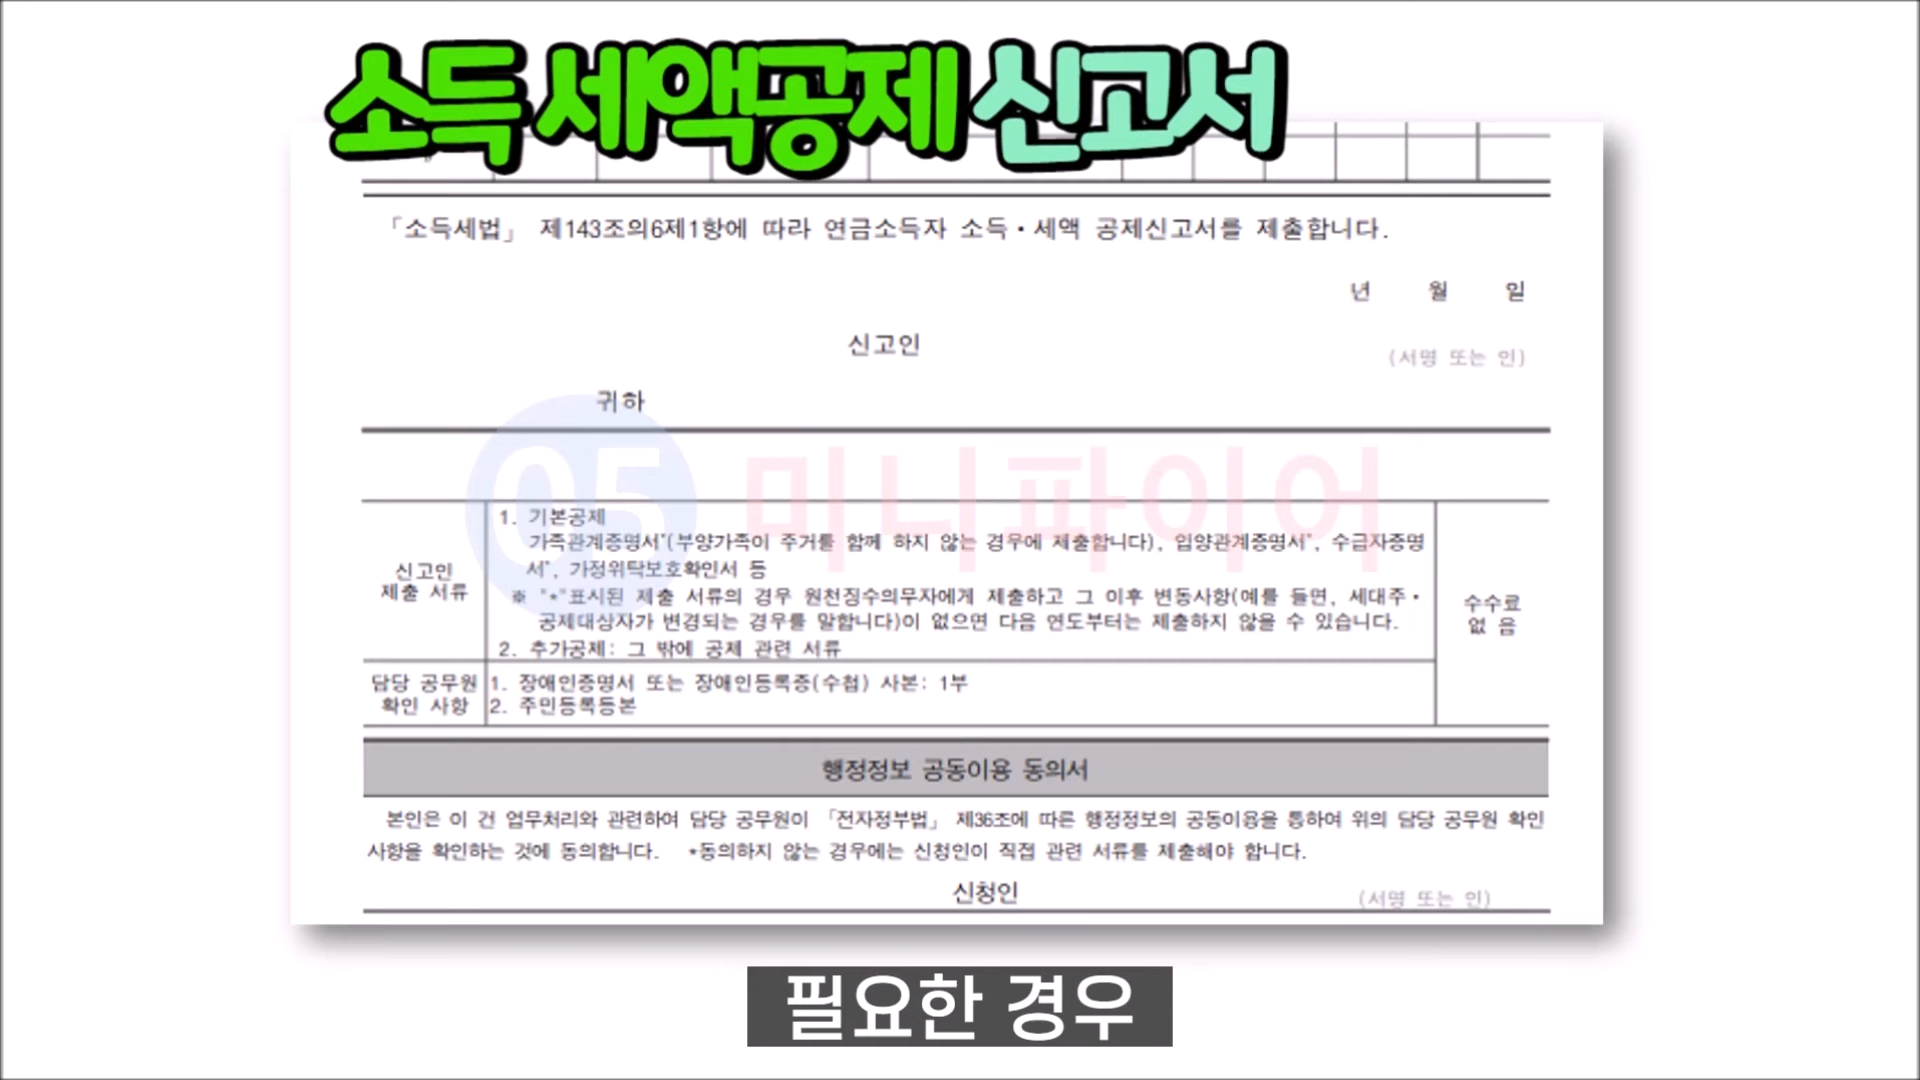 소득 세액공제 신고서
「소득세법」 제143조의6제1항에 따라 연금소득자 소득·세액 공제신고서를 제출합니다.
년 월 일
신고인
(서명 또는 인)
귀하
05 미니파이어
신고인
제출 서류
1. 기본공제
가족관계증명서*(부양가족이 주거를 함께 하지 않는 경우에 제출합니다), 입양관계증명서*, 수급자증명
서*, 가정위탁보호확인서 등
※ "*"표시된 제출 서류의 경우 원천징수의무자에게 제출하고 그 이후 변동사항(예를 들면, 세대주·
공제대상자가 변경되는 경우를 말합니다)이 없으면 다음 연도부터는 제출하지 않을 수 있습니다.
2. 추가공제: 그 밖에 공제 관련 서류
수수료
없 음
담당 공무원
확인 사항
1. 장애인증명서 또는 장애인등록증(수첩) 사본: 1부
2. 주민등록등본
행정정보 공동이용 동의서
본인은 이 건 업무처리와 관련하여 담당 공무원이 「전자정부법」 제36조에 따른 행정정보의 공동이용을 통하여 위의 담당 공무원 확인
사항을 확인하는 것에 동의합니다. *동의하지 않는 경우에는 신청인이 직접 관련 서류를 제출해야 합니다.
신청인
(서명 또는 인)
필요한 경우